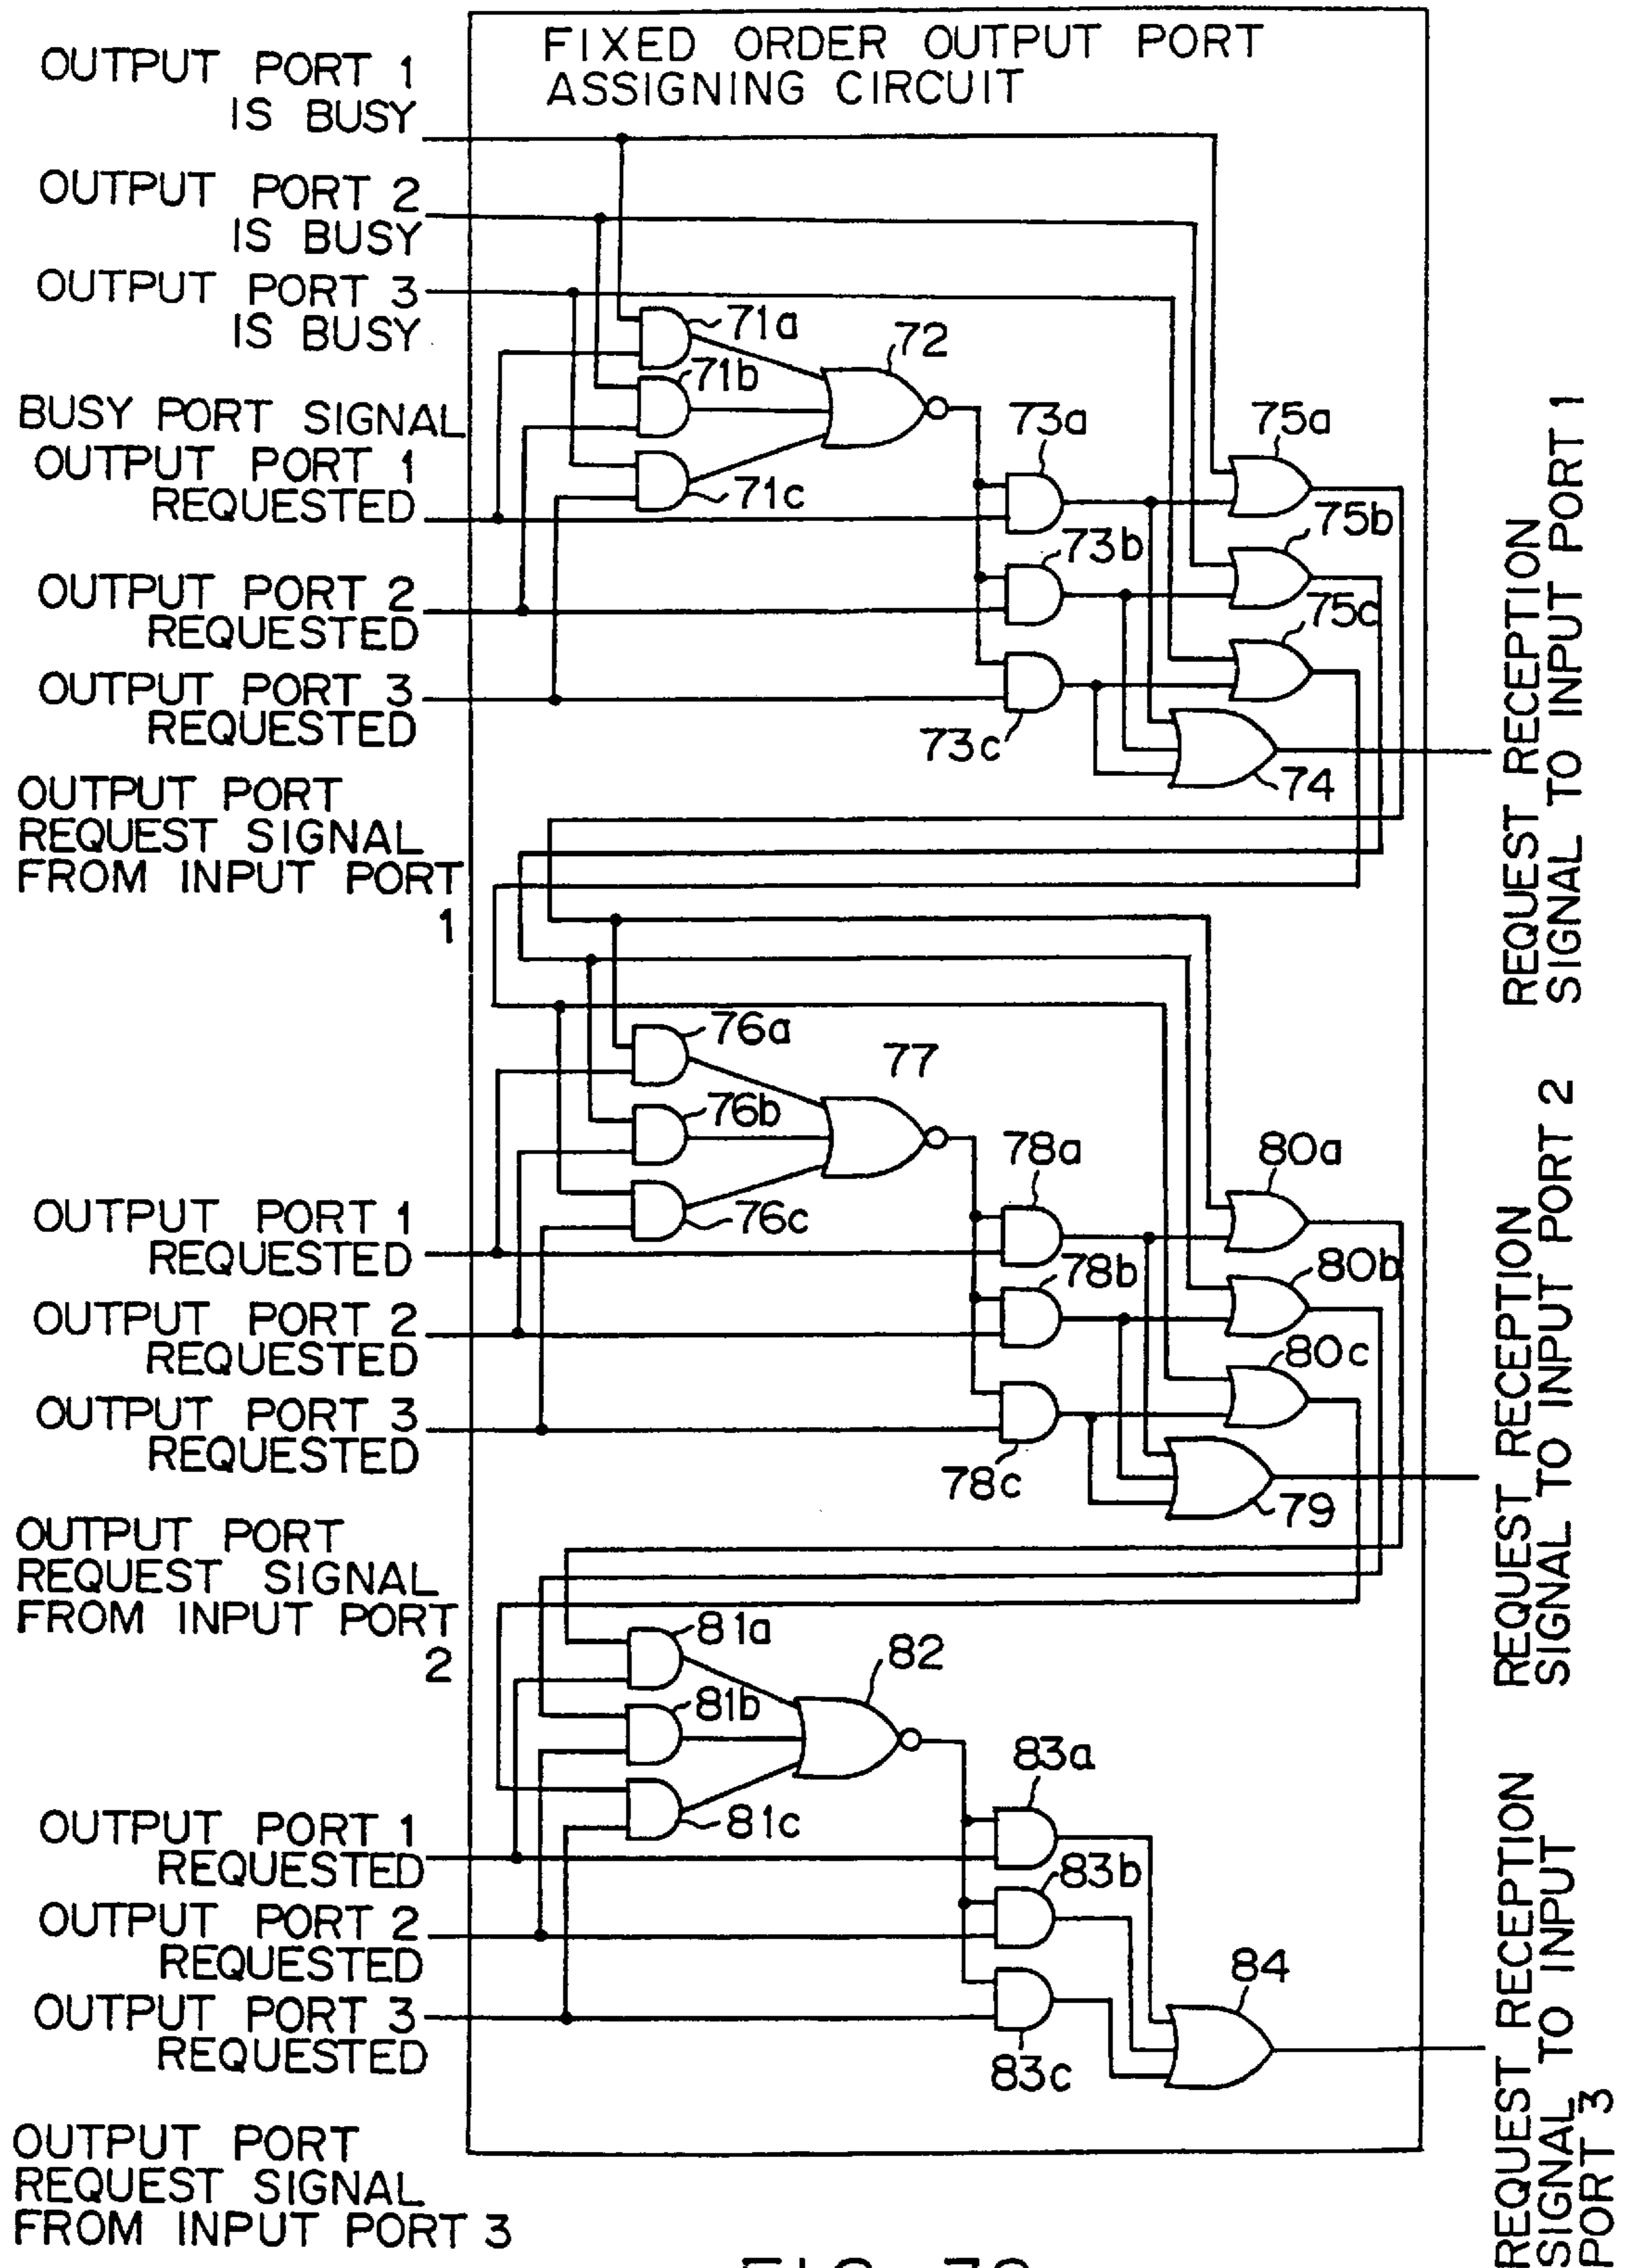 FIXED ORDER OUTPUT PORT
ASSIGNING CIRCUIT
OUTPUT PORT 1
IS BUSY
OUTPUT PORT 2
IS BUSY
OUTPUT PORT 3
IS BUSY
BUSY PORT SIGNAL
OUTPUT PORT 1
REQUESTED
OUTPUT PORT 2
REQUESTED
OUTPUT PORT 3
REQUESTED
OUTPUT PORT
REQUEST SIGNAL
FROM INPUT PORT
1
71a
71b
71c
72
73a
73b
73c
75a
75b
75c
74
REQUEST RECEPTION
SIGNAL TO INPUT PORT 1
76a
76b
76c
77
78a
78b
78c
80a
80b
80c
79
OUTPUT PORT 1
REQUESTED
OUTPUT PORT 2
REQUESTED
OUTPUT PORT 3
REQUESTED
OUTPUT PORT
REQUEST SIGNAL
FROM INPUT PORT
2
REQUEST RECEPTION
SIGNAL TO INPUT PORT 2
81a
81b
81c
82
83a
83b
83c
84
OUTPUT PORT 1
REQUESTED
OUTPUT PORT 2
REQUESTED
OUTPUT PORT 3
REQUESTED
OUTPUT PORT
REQUEST SIGNAL
FROM INPUT PORT 3
REQUEST RECEPTION
SIGNAL TO INPUT
PORT 3